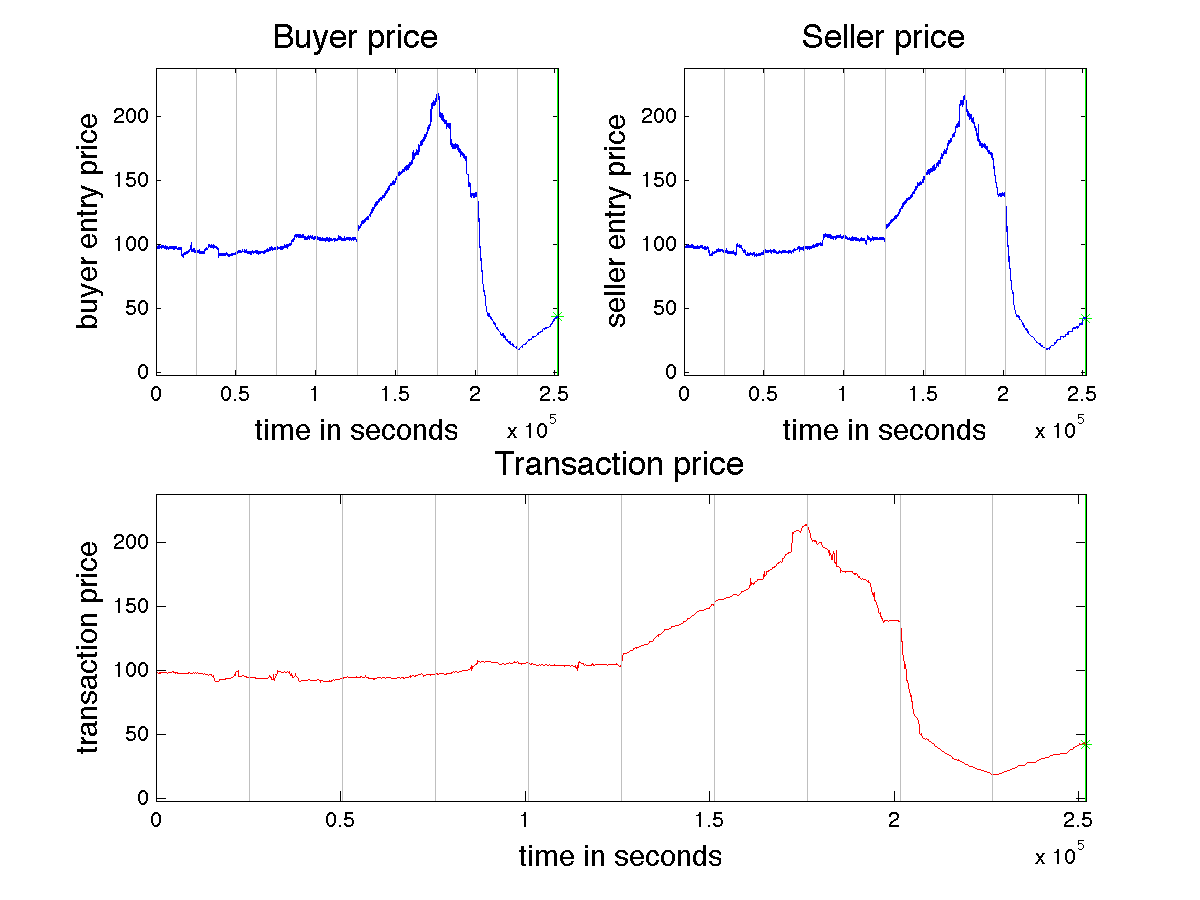 Buyer price
buyer entry price
200
150
100
50
0
0 0.5 1 1.5 2 2.5
x 10^5
time in seconds
Seller price
seller entry price
200
150
100
50
0
0 0.5 1 1.5 2 2.5
x 10^5
time in seconds
Transaction price
transaction price
200
150
100
50
0
0 0.5 1 1.5 2 2.5
x 10^5
time in seconds